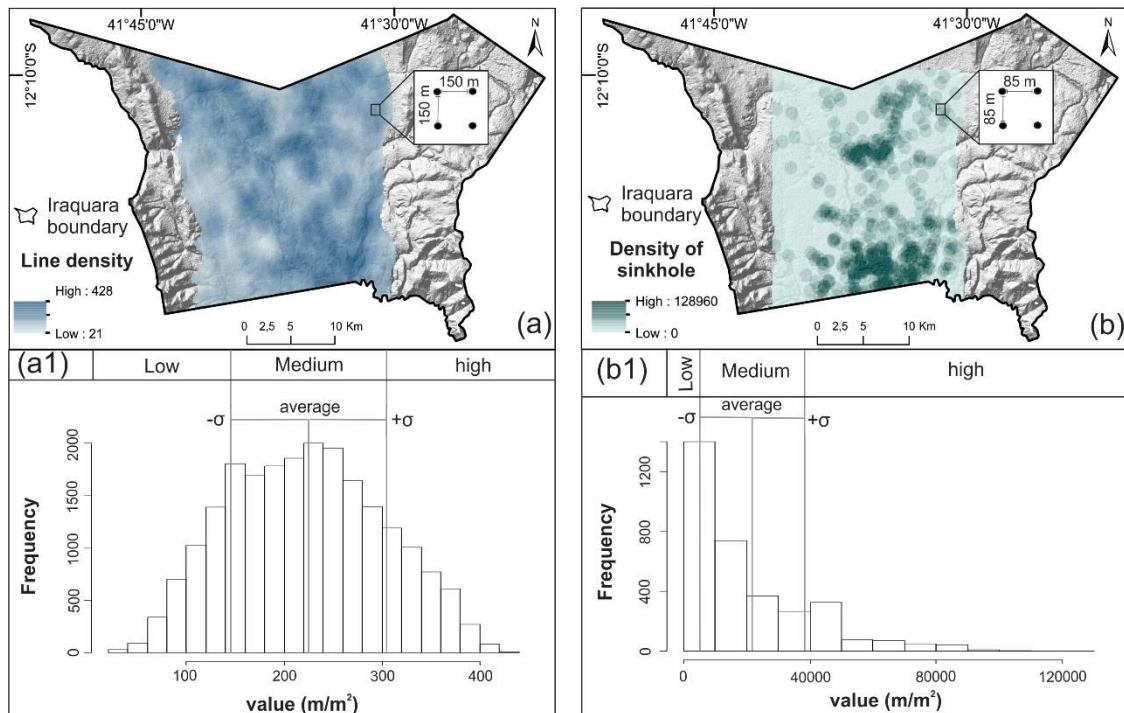 41°45'0"W
41°30'0"W
N
12°10'0"S
150 m
150 m
Iraquara
boundary
Line density
High : 428
Low : 21
0 2,5 5 10 Km
(a)
41°45'0"W
41°30'0"W
N
12°10'0"S
85 m
85 m
Iraquara
boundary
Density of
sinkhole
High : 128960
Low : 0
0 2,5 5 10 Km
(b)
(a1)
Low
Medium
high
-σ
average
+σ
Frequency
2000
1500
1000
500
0
100 200 300 400
value (m/m²)
(b1)
Low
Medium
high
-σ
average
+σ
Frequency
1200
800
400
0
0 40000 80000 120000
value (m/m²)